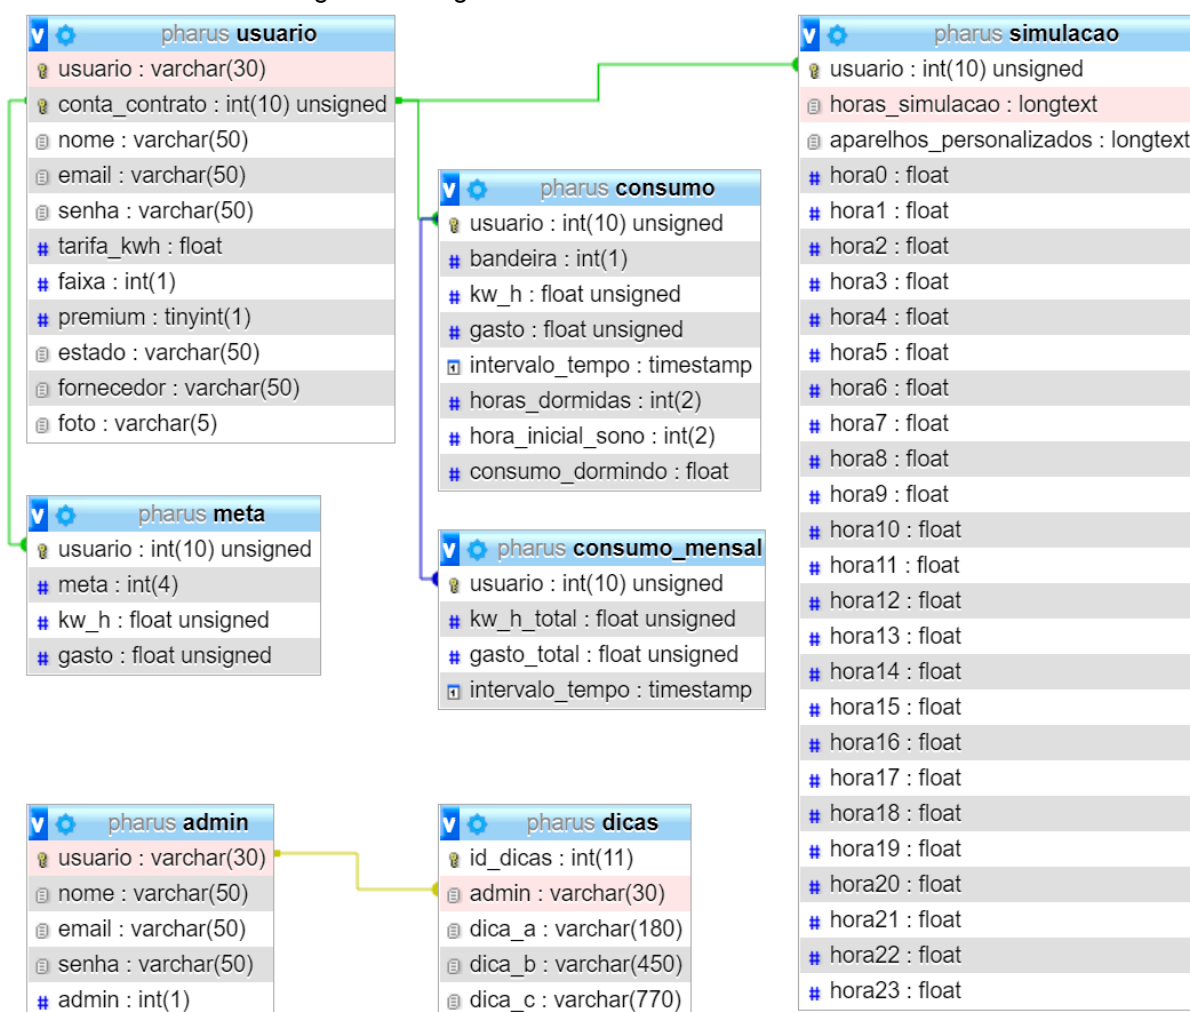 pharus usuario
usuario : varchar(30)
conta_contrato : int(10) unsigned
nome : varchar(50)
email : varchar(50)
senha : varchar(50)
tarifa_kwh : float
faixa : int(1)
premium : tinyint(1)
estado : varchar(50)
fornecedor : varchar(50)
foto : varchar(5)
pharus meta
usuario : int(10) unsigned
meta : int(4)
kw_h : float unsigned
gasto : float unsigned
pharus admin
usuario : varchar(30)
nome : varchar(50)
email : varchar(50)
senha : varchar(50)
admin : int(1)
pharus consumo
usuario : int(10) unsigned
bandeira : int(1)
kw_h : float unsigned
gasto : float unsigned
intervalo_tempo : timestamp
horas_dormidas : int(2)
hora_inicial_sono : int(2)
consumo_dormindo : float
pharus consumo_mensal
usuario : int(10) unsigned
kw_h_total : float unsigned
gasto_total : float unsigned
intervalo_tempo : timestamp
pharus dicas
id_dicas : int(11)
admin : varchar(30)
dica_a : varchar(180)
dica_b : varchar(450)
dica_c : varchar(770)
pharus simulacao
usuario : int(10) unsigned
horas_simulacao : longtext
aparelhos_personalizados : longtext
hora0 : float
hora1 : float
hora2 : float
hora3 : float
hora4 : float
hora5 : float
hora6 : float
hora7 : float
hora8 : float
hora9 : float
hora10 : float
hora11 : float
hora12 : float
hora13 : float
hora14 : float
hora15 : float
hora16 : float
hora17 : float
hora18 : float
hora19 : float
hora20 : float
hora21 : float
hora22 : float
hora23 : float